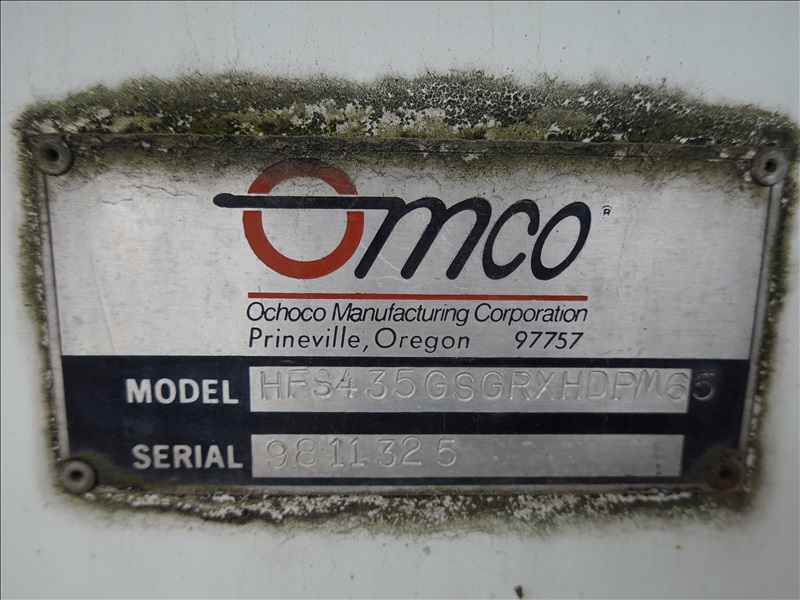 Omco ®
Ochoco Manufacturing Corporation
Prineville, Oregon 97757
MODEL HFS435GSGRXHDPM65
SERIAL 9811325